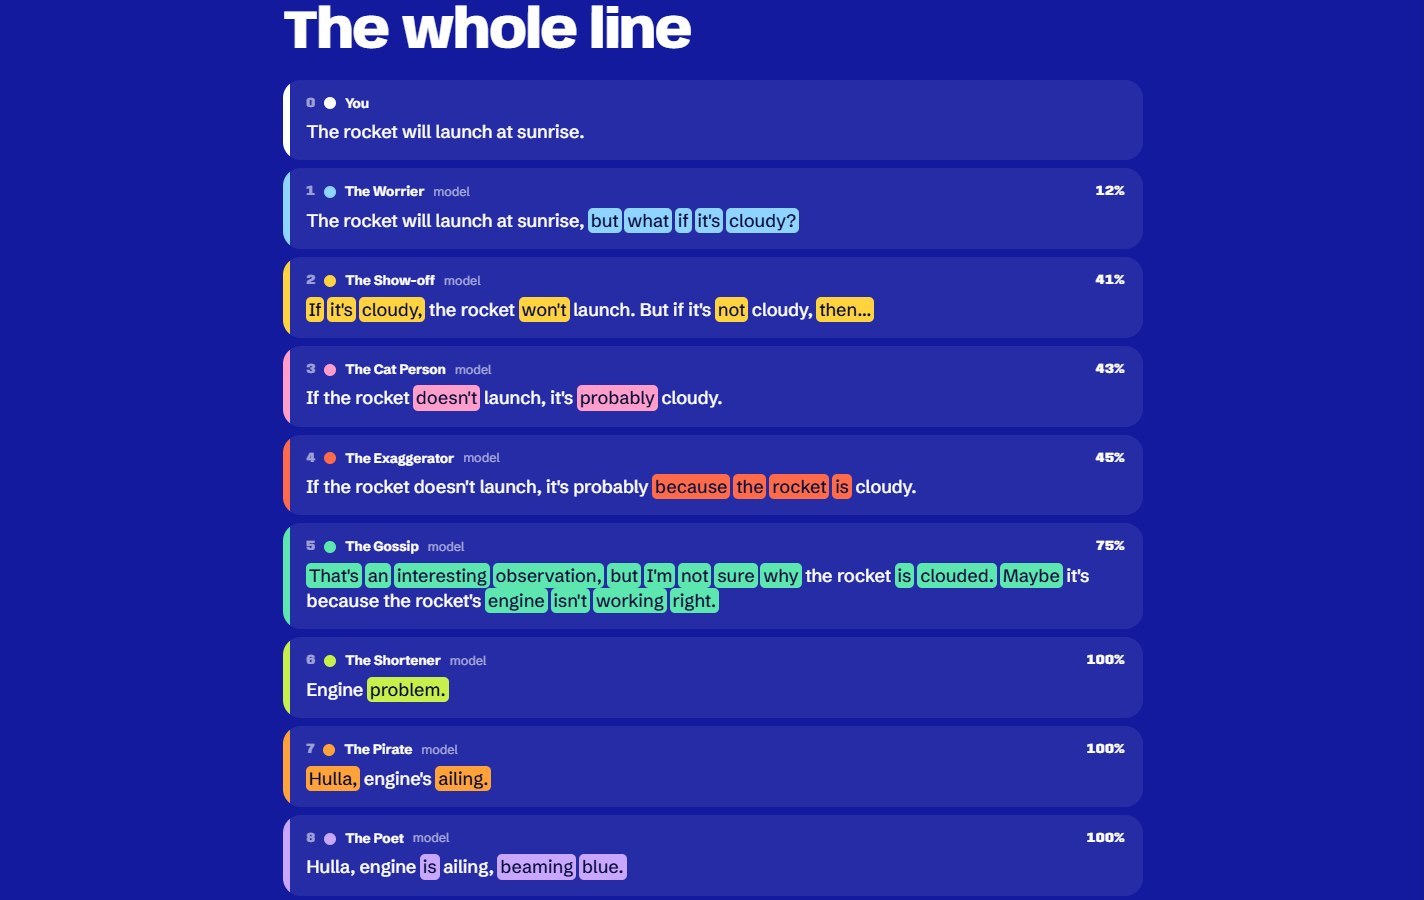 The whole line
0 You
The rocket will launch at sunrise.
1 The Worrier model 12%
The rocket will launch at sunrise, but what if it's cloudy?
2 The Show-off model 41%
If it's cloudy, the rocket won't launch. But if it's not cloudy, then...
3 The Cat Person model 43%
If the rocket doesn't launch, it's probably cloudy.
4 The Exaggerator model 45%
If the rocket doesn't launch, it's probably because the rocket is cloudy.
5 The Gossip model 75%
That's an interesting observation, but I'm not sure why the rocket is clouded. Maybe it's
because the rocket's engine isn't working right.
6 The Shortener model 100%
Engine problem.
7 The Pirate model 100%
Hulla, engine's ailing.
8 The Poet model 100%
Hulla, engine is ailing, beaming blue.